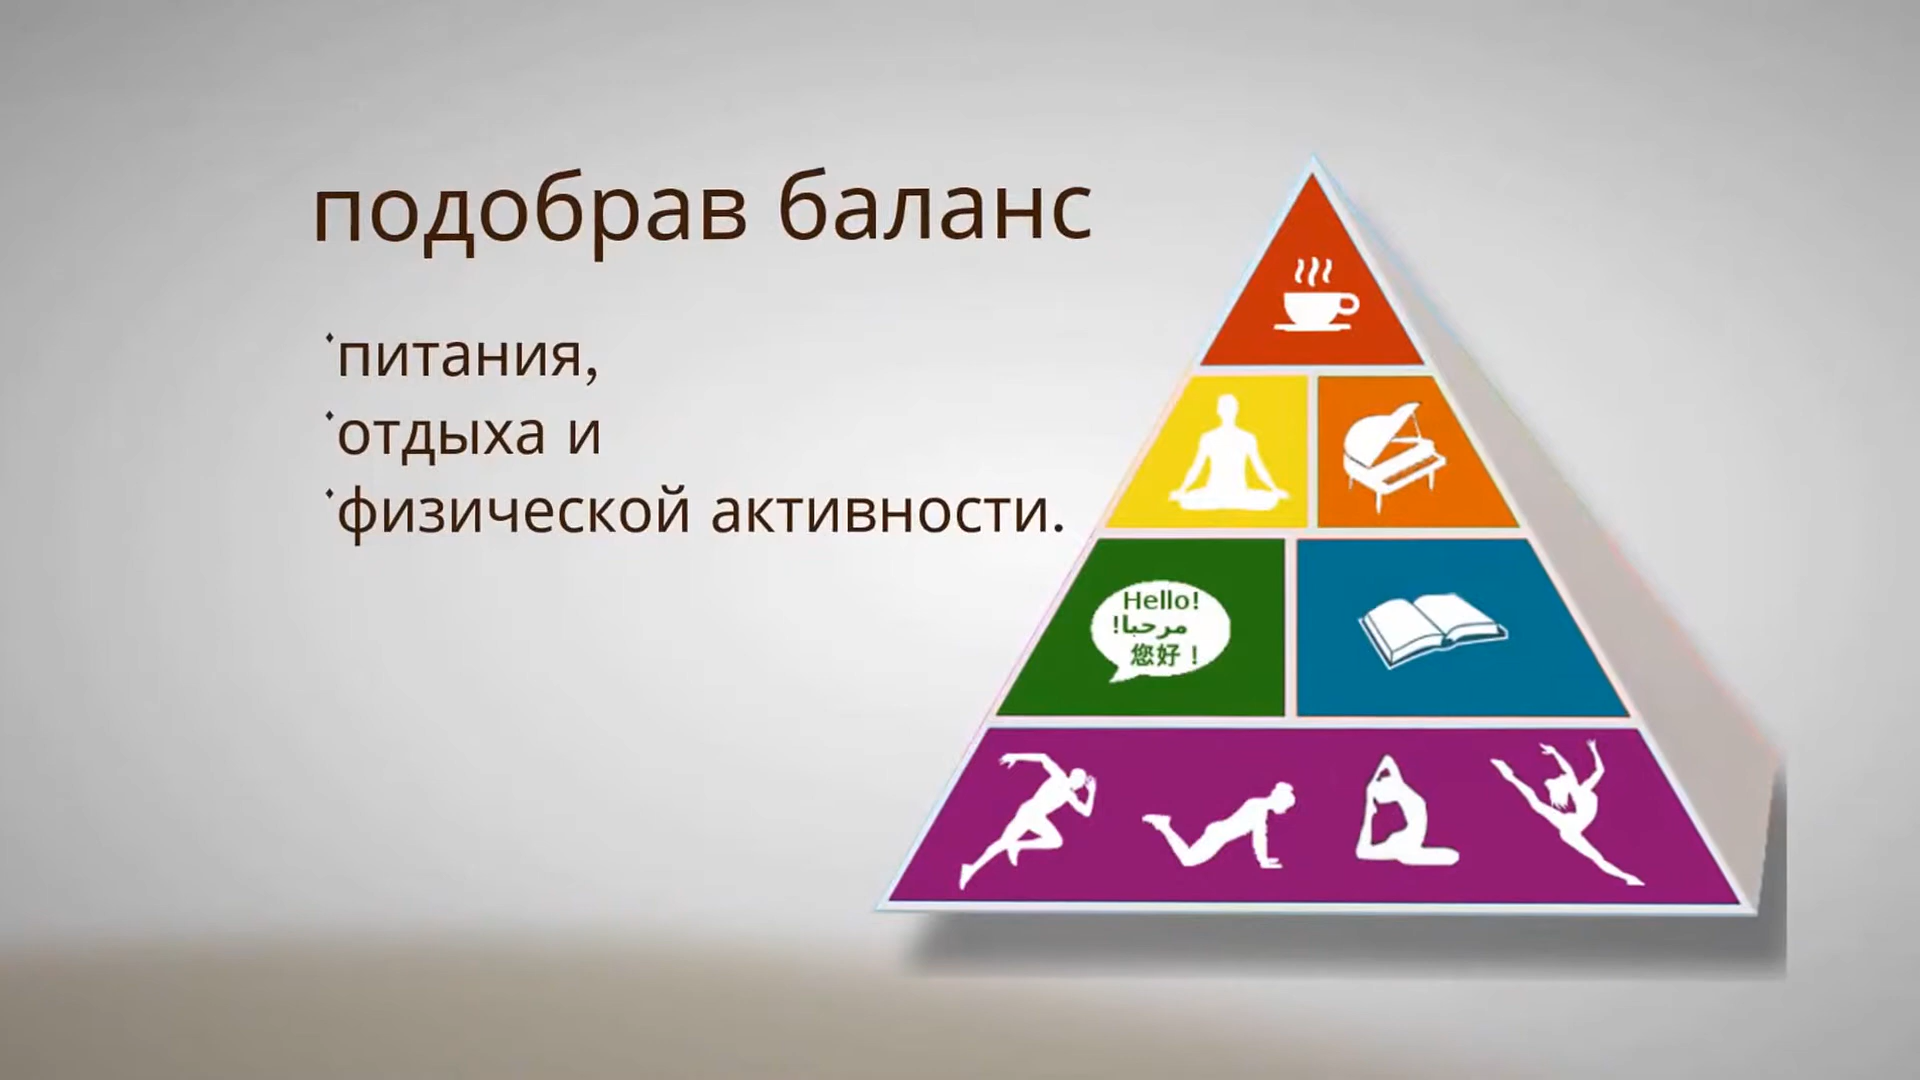 подобрав баланс
питания,
отдыха и
физической активности.
Hello!
مرحبا!
您好！